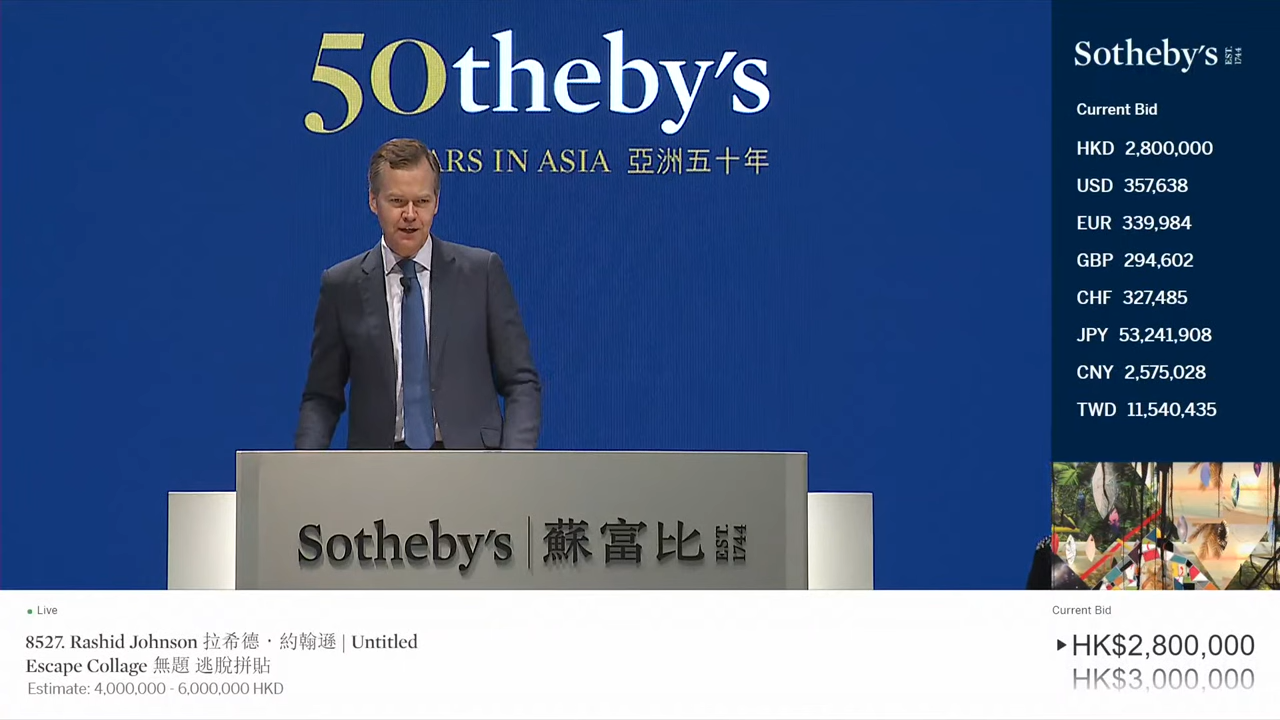 50theby's
ARS IN ASIA 亞洲五十年
Sotheby's | 蘇富比 EST. 1744
Sotheby's EST. 1744
Current Bid
HKD 2,800,000
USD 357,638
EUR 339,984
GBP 294,602
CHF 327,485
JPY 53,241,908
CNY 2,575,028
TWD 11,540,435
Live
8527. Rashid Johnson 拉希德・約翰遜 | Untitled
Escape Collage 無題 逃脫拼貼
Estimate: 4,000,000 - 6,000,000 HKD
Current Bid
HK$2,800,000
HK$3,000,000